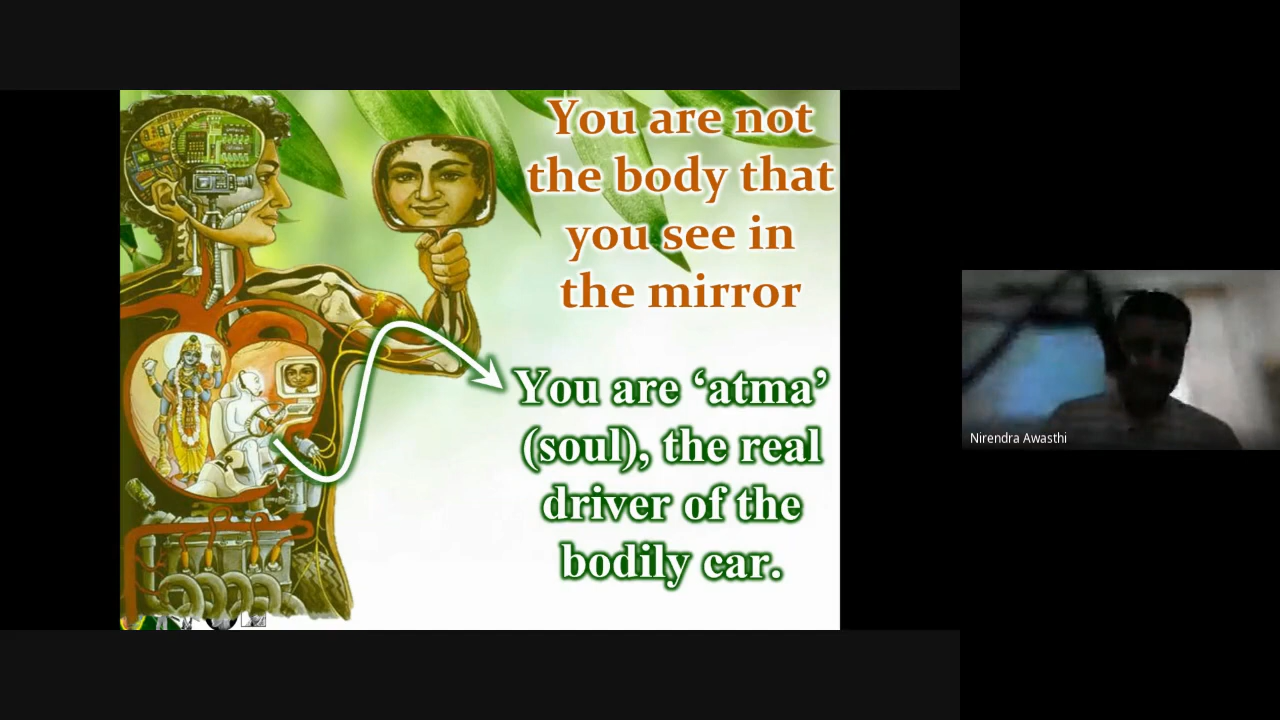 You are not
the body that
you see in
the mirror
You are ‘atma’
(soul), the real
driver of the
bodily car.
Nirendra Awasthi